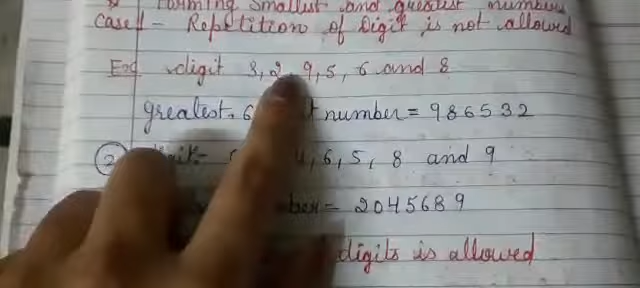 Forming Smallest and greatest numbers
Case II - Repetition of Digit is not allowed
Ex digit 3, 2, 9, 5, 6 and 8
greatest 6 number = 986532
2 4, 6, 5, 8 and 9
= 2045689
digits is allowed